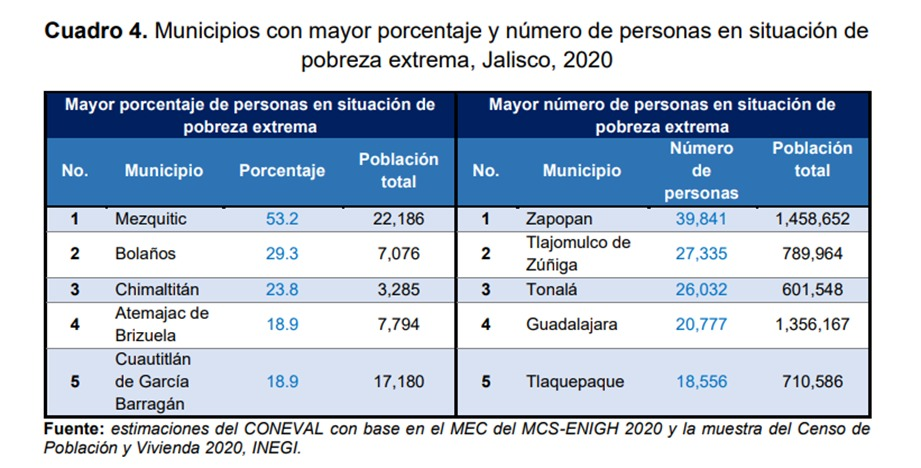 Cuadro 4. Municipios con mayor porcentaje y número de personas en situación de
pobreza extrema, Jalisco, 2020
Mayor porcentaje de personas en situación de
pobreza extrema
No. Municipio Porcentaje Población
total
1 Mezquitic 53.2 22,186
2 Bolaños 29.3 7,076
3 Chimaltitán 23.8 3,285
4 Atemajac de
Brizuela 18.9 7,794
5 Cuautitlán
de García
Barragán 18.9 17,180
Mayor número de personas en situación de
pobreza extrema
No. Municipio Número
de
personas Población
total
1 Zapopan 39,841 1,458,652
2 Tlajomulco de
Zúñiga 27,335 789,964
3 Tonalá 26,032 601,548
4 Guadalajara 20,777 1,356,167
5 Tlaquepaque 18,556 710,586
Fuente: estimaciones del CONEVAL con base en el MEC del MCS-ENIGH 2020 y la muestra del Censo de
Población y Vivienda 2020, INEGI.